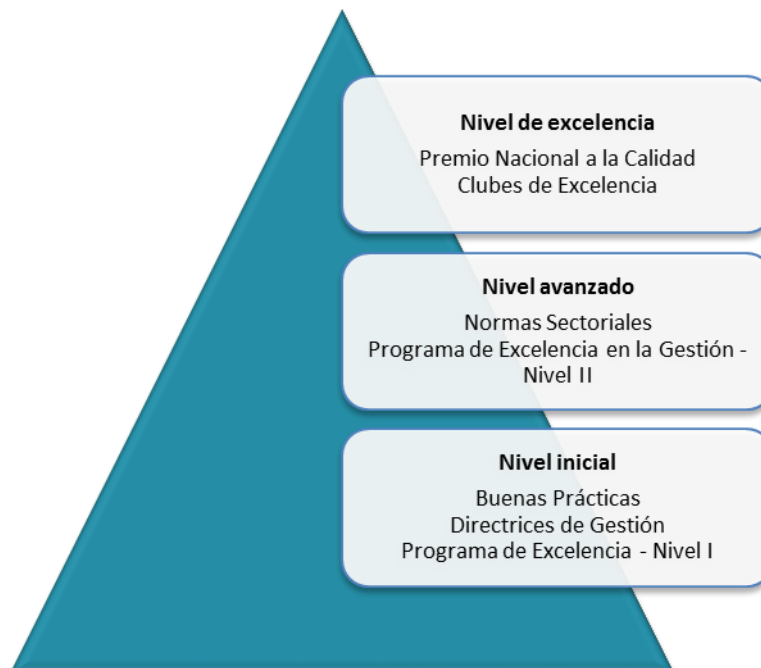 Nivel de excelencia
Premio Nacional a la Calidad
Clubes de Excelencia
Nivel avanzado
Normas Sectoriales
Programa de Excelencia en la Gestión -
Nivel II
Nivel inicial
Buenas Prácticas
Directrices de Gestión
Programa de Excelencia - Nivel I